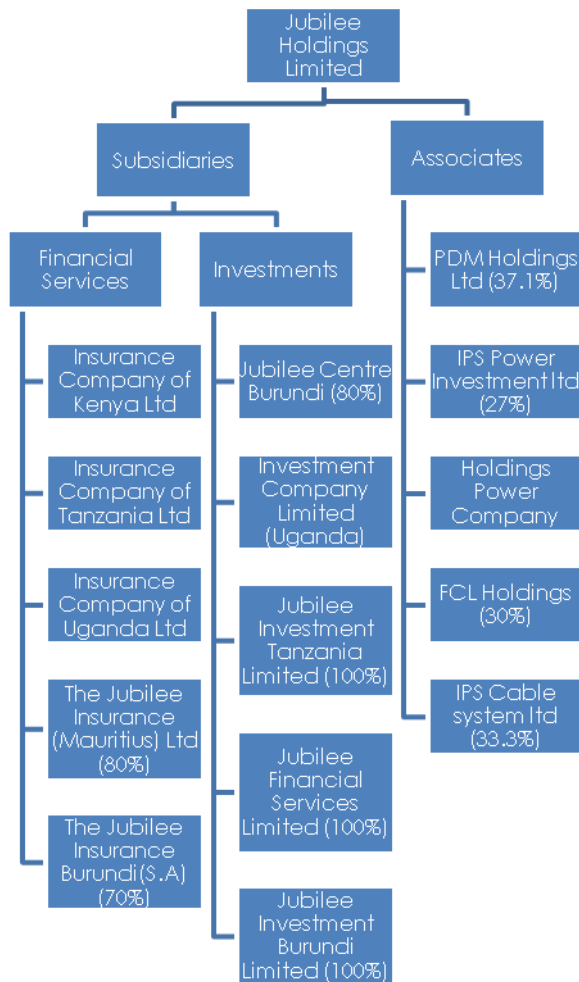 Jubilee
Holdings
Limited
Subsidiaries
Associates
Financial
Services
Investments
PDM Holdings
Ltd (37.1%)
Insurance
Company of
Kenya Ltd
Jubilee Centre
Burundi (80%)
IPS Power
Investment ltd
(27%)
Insurance
Company of
Tanzania Ltd
Investment
Company
Limited
(Uganda)
Holdings
Power
Company
Insurance
Company of
Uganda Ltd
Jubilee
Investment
Tanzania
Limited (100%)
FCL Holdings
(30%)
The Jubilee
Insurance
(Mauritius) Ltd
(80%)
Jubilee
Financial
Services
Limited (100%)
IPS Cable
system ltd
(33.3%)
The Jubilee
Insurance
Burundi(S.A)
(70%)
Jubilee
Investment
Burundi
Limited (100%)